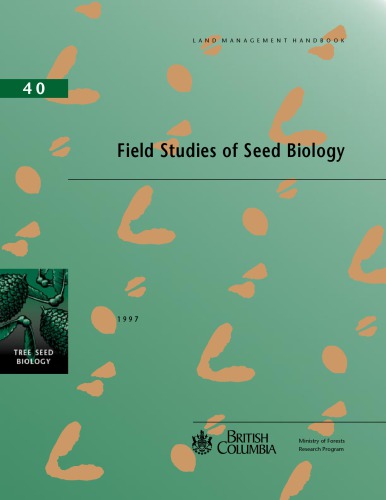 LAND MANAGEMENT HANDBOOK
40
Field Studies of Seed Biology
1997
TREE SEED
BIOLOGY
BRITISH
COLUMBIA
Ministry of Forests
Research Program